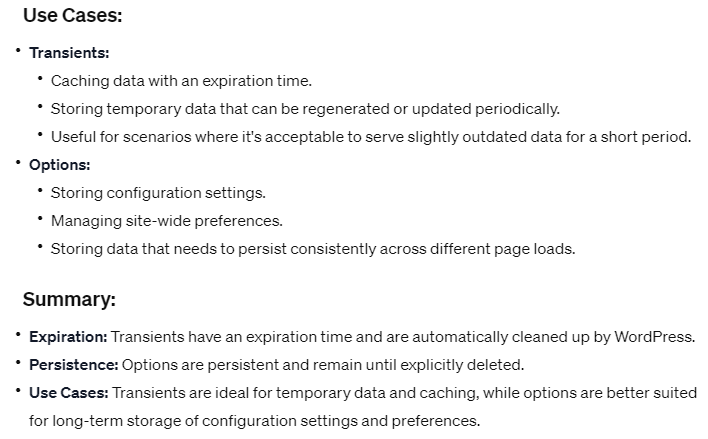 Use Cases:
• Transients:
• Caching data with an expiration time.
• Storing temporary data that can be regenerated or updated periodically.
• Useful for scenarios where it's acceptable to serve slightly outdated data for a short period.
• Options:
• Storing configuration settings.
• Managing site-wide preferences.
• Storing data that needs to persist consistently across different page loads.
Summary:
• Expiration: Transients have an expiration time and are automatically cleaned up by WordPress.
• Persistence: Options are persistent and remain until explicitly deleted.
• Use Cases: Transients are ideal for temporary data and caching, while options are better suited
for long-term storage of configuration settings and preferences.